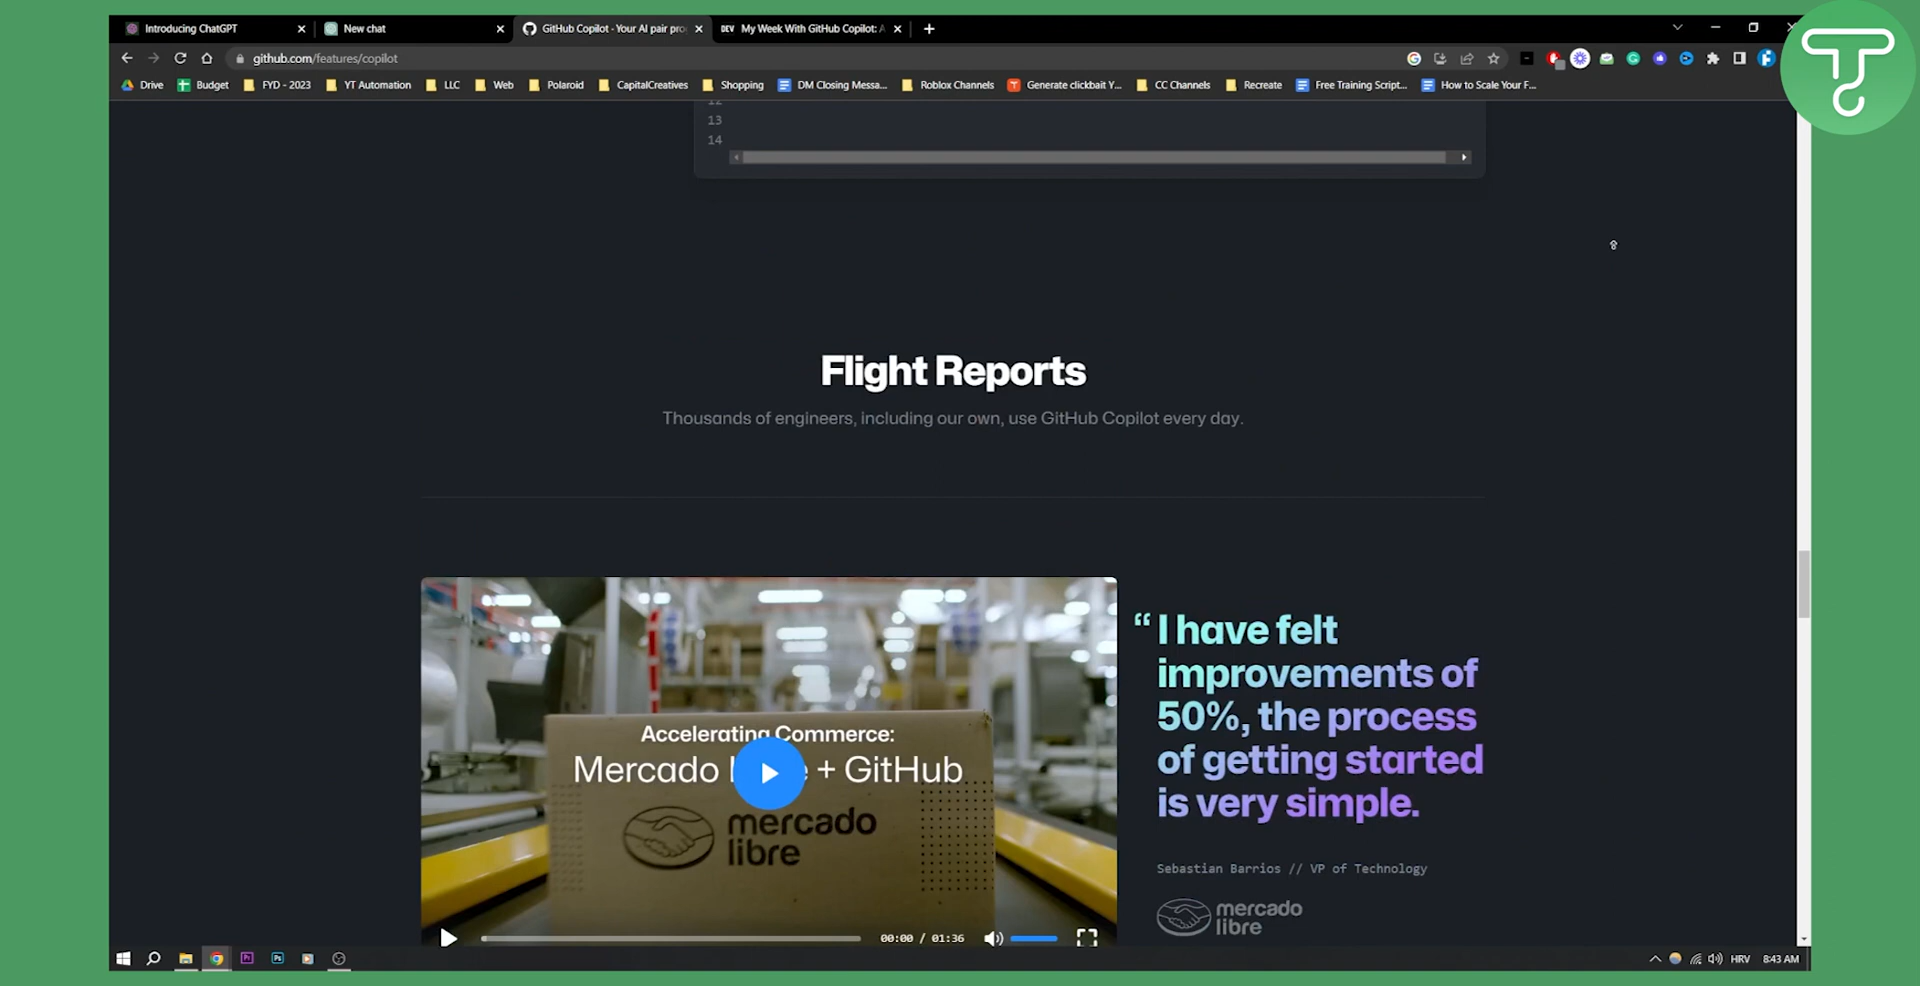 Introducing ChatGPT
New chat
GitHub Copilot - Your AI pair pro
DEV My Week With GitHub Copilot: A
github.com/features/copilot
Drive
Budget
FYD - 2023
YT Automation
LLC
Web
Polaroid
CapitalCreatives
Shopping
DM Closing Messa...
Roblox Channels
Generate clickbait Y...
CC Channels
Recreate
Free Training Script...
How to Scale Your F...
12
13
14
Flight Reports
Thousands of engineers, including our own, use GitHub Copilot every day.
Accelerating Commerce:
Mercado + GitHub
mercado
libre
“ I have felt
improvements of
50%, the process
of getting started
is very simple.
Sebastian Barrios // VP of Technology
mercado
libre
00:00 / 01:36
HRV
8:43 AM